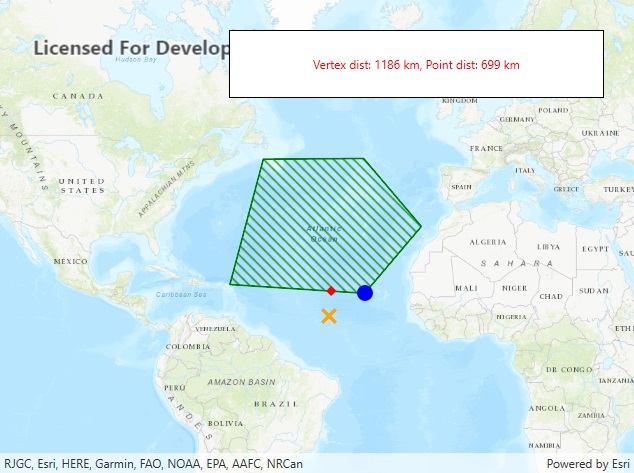 Licensed For Develop
Vertex dist: 1186 km, Point dist: 699 km
Hudson Bay
CANADA
KINGDOM
POLAND
GERMANY
UKRAINE
FRANCE
ITALY
SPAIN
GREECE
TURKEY
UNITED
STATES
APPALACHIAN MTNS
Y MOUNTAINS
Atlantic
Ocean
ALGERIA
LIBYA
EGYPT
SAHARA
MEXICO
MALI
NIGER
CHAD
SUDAN
Caribbean Sea
NIGERIA
ETH
VENEZUELA
COLOMBIA
DR CONGO
AMAZON BASIN
TANZANIA
PERU
BRAZIL
ANDES
BOLIVIA
ANGOLA
ZAMBIA
NAMIBIA
RJGC, Esri, HERE, Garmin, FAO, NOAA, EPA, AAFC, NRCan
Powered by Esri